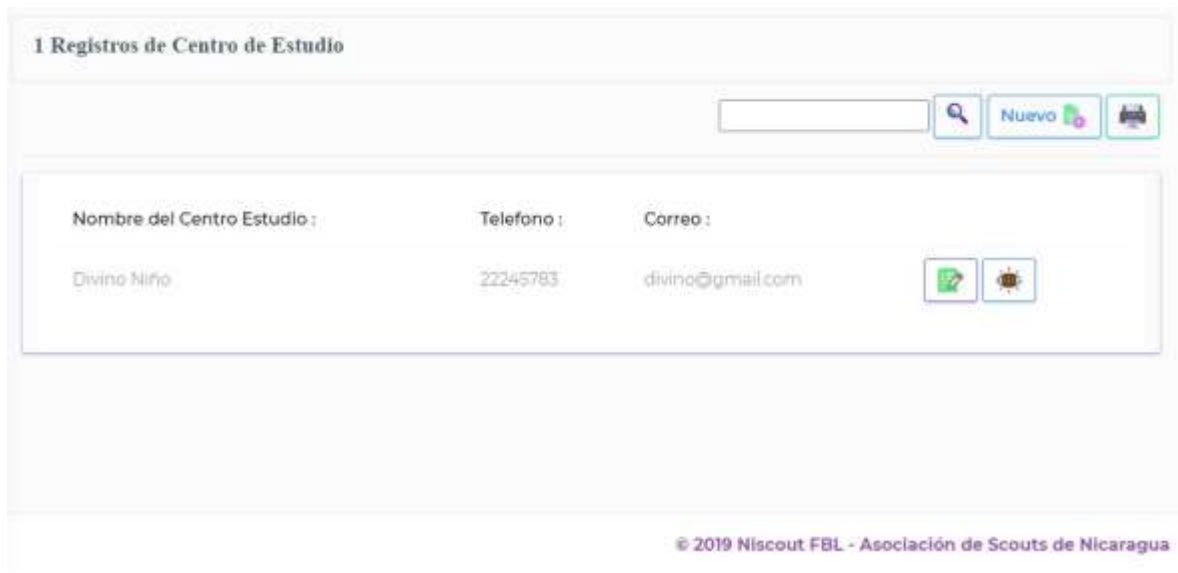 1 Registros de Centro de Estudio
Nuevo
Nombre del Centro Estudio : Telefono : Correo :
Divino Niño 22245783 divino@gmail.com
© 2019 Niscout FBL - Asociación de Scouts de Nicaragua